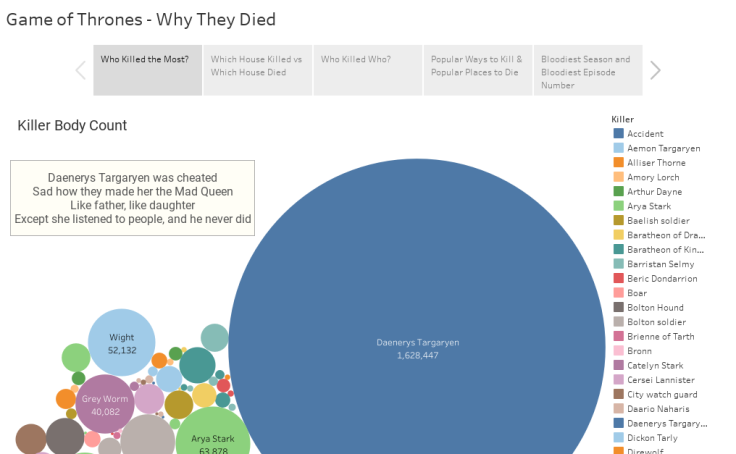 Game of Thrones - Why They Died
Who Killed the Most?
Which House Killed vs
Which House Died
Who Killed Who?
Popular Ways to Kill &
Popular Places to Die
Bloodiest Season and
Bloodiest Episode
Number
Killer Body Count
Daenerys Targaryen was cheated
Sad how they made her the Mad Queen
Like father, like daughter
Except she listened to people, and he never did
Wight
52,132
Grey Worm
40,082
Arya Stark
63,878
Daenerys Targaryen
1,628,447
Killer
Accident
Aemon Targaryen
Alliser Thorne
Amory Lorch
Arthur Dayne
Arya Stark
Baelish soldier
Baratheon of Dra...
Baratheon of Kin...
Barristan Selmy
Beric Dondarrion
Boar
Bolton Hound
Bolton soldier
Brienne of Tarth
Bronn
Catelyn Stark
Cersei Lannister
City watch guard
Daario Naharis
Daenerys Targary...
Dickon Tarly
Direwolf